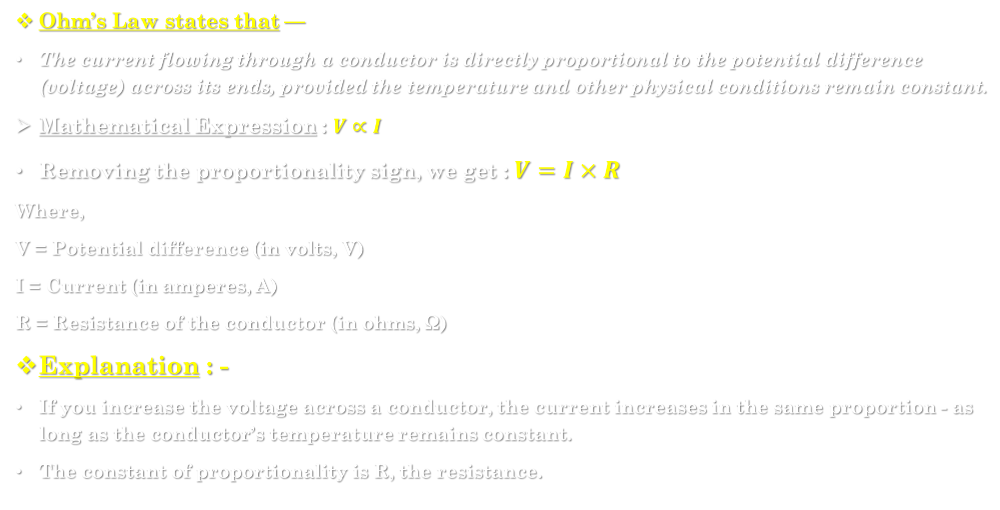 ❖ Ohm’s Law states that —
• The current flowing through a conductor is directly proportional to the potential difference
(voltage) across its ends, provided the temperature and other physical conditions remain constant.
➢ Mathematical Expression : V ∝ I
• Removing the proportionality sign, we get : V = I × R
Where,
V = Potential difference (in volts, V)
I = Current (in amperes, A)
R = Resistance of the conductor (in ohms, Ω)
❖ Explanation : -
• If you increase the voltage across a conductor, the current increases in the same proportion - as
long as the conductor’s temperature remains constant.
• The constant of proportionality is R, the resistance.